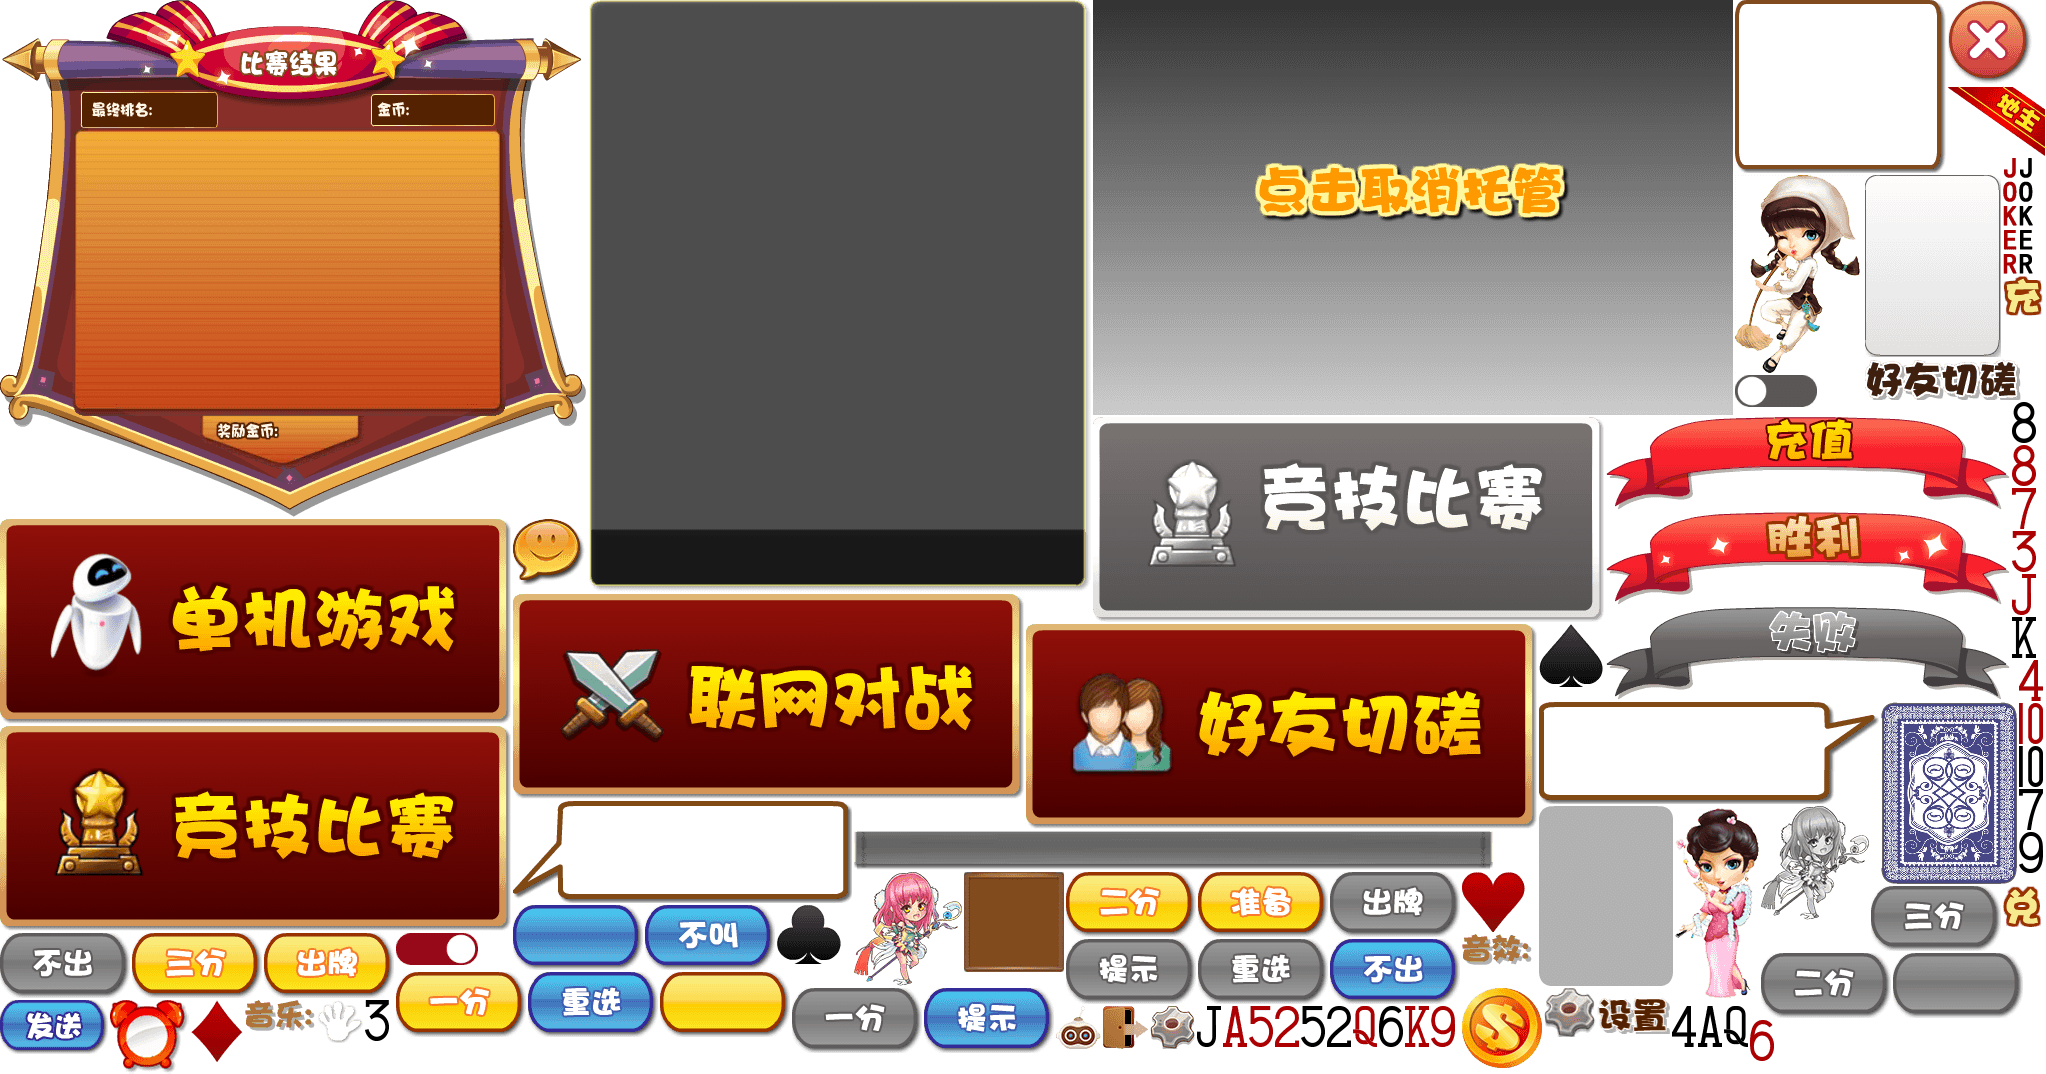 比赛结果
最终排名:
金币:
奖励金币:
点击取消托管
地主
JOKER
JOKER
充
好友切磋
充值
胜利
失败
竞技比赛
单机游戏
联网对战
好友切磋
竞技比赛
8
8
7
3
J
K
4
10
10
7
9
兑
不出
三分
出牌
不叫
二分
准备
出牌
音效:
三分
提示
重选
不出
二分
发送
音乐:
3
一分
重选
一分
提示
JA5252Q6K9
设置
4AQ6